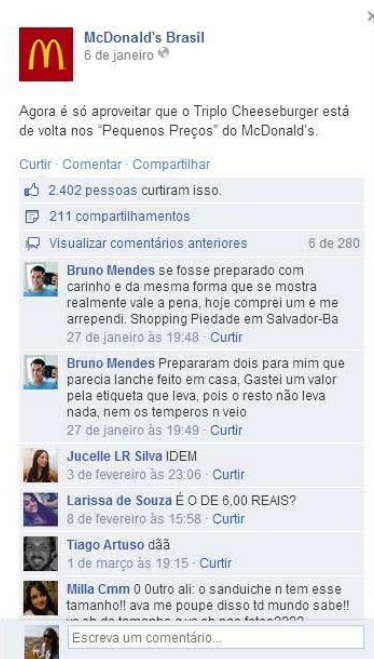 McDonald's Brasil
6 de janeiro
Agora é só aproveitar que o Triplo Cheeseburger está
de volta nos “Pequenos Preços” do McDonald's.
Curtir · Comentar · Compartilhar
2.402 pessoas curtiram isso.
211 compartilhamentos
Visualizar comentários anteriores 6 de 280
Bruno Mendes se fosse preparado com
carinho e da mesma forma que se mostra
realmente vale a pena, hoje comprei um e me
arrependi. Shopping Piedade em Salvador-Ba
27 de janeiro às 19:48 · Curtir
Bruno Mendes Prepararam dois para mim que
parecia lanche feito em casa, Gastei um valor
pela etiqueta que leva, pois o resto não leva
nada, nem os temperos n veio
27 de janeiro às 19:49 · Curtir
Jucelle LR Silva IDEM
3 de fevereiro às 23:06 · Curtir
Larissa de Souza É O DE 6,00 REAIS?
8 de fevereiro às 15:58 · Curtir
Tiago Artuso dãã
1 de março às 19:15 · Curtir
Milla Cmm 0 0utro ali: o sanduiche n tem esse
tamanho!! ava me poupe disso td mundo sabe!!
Escreva um comentário...